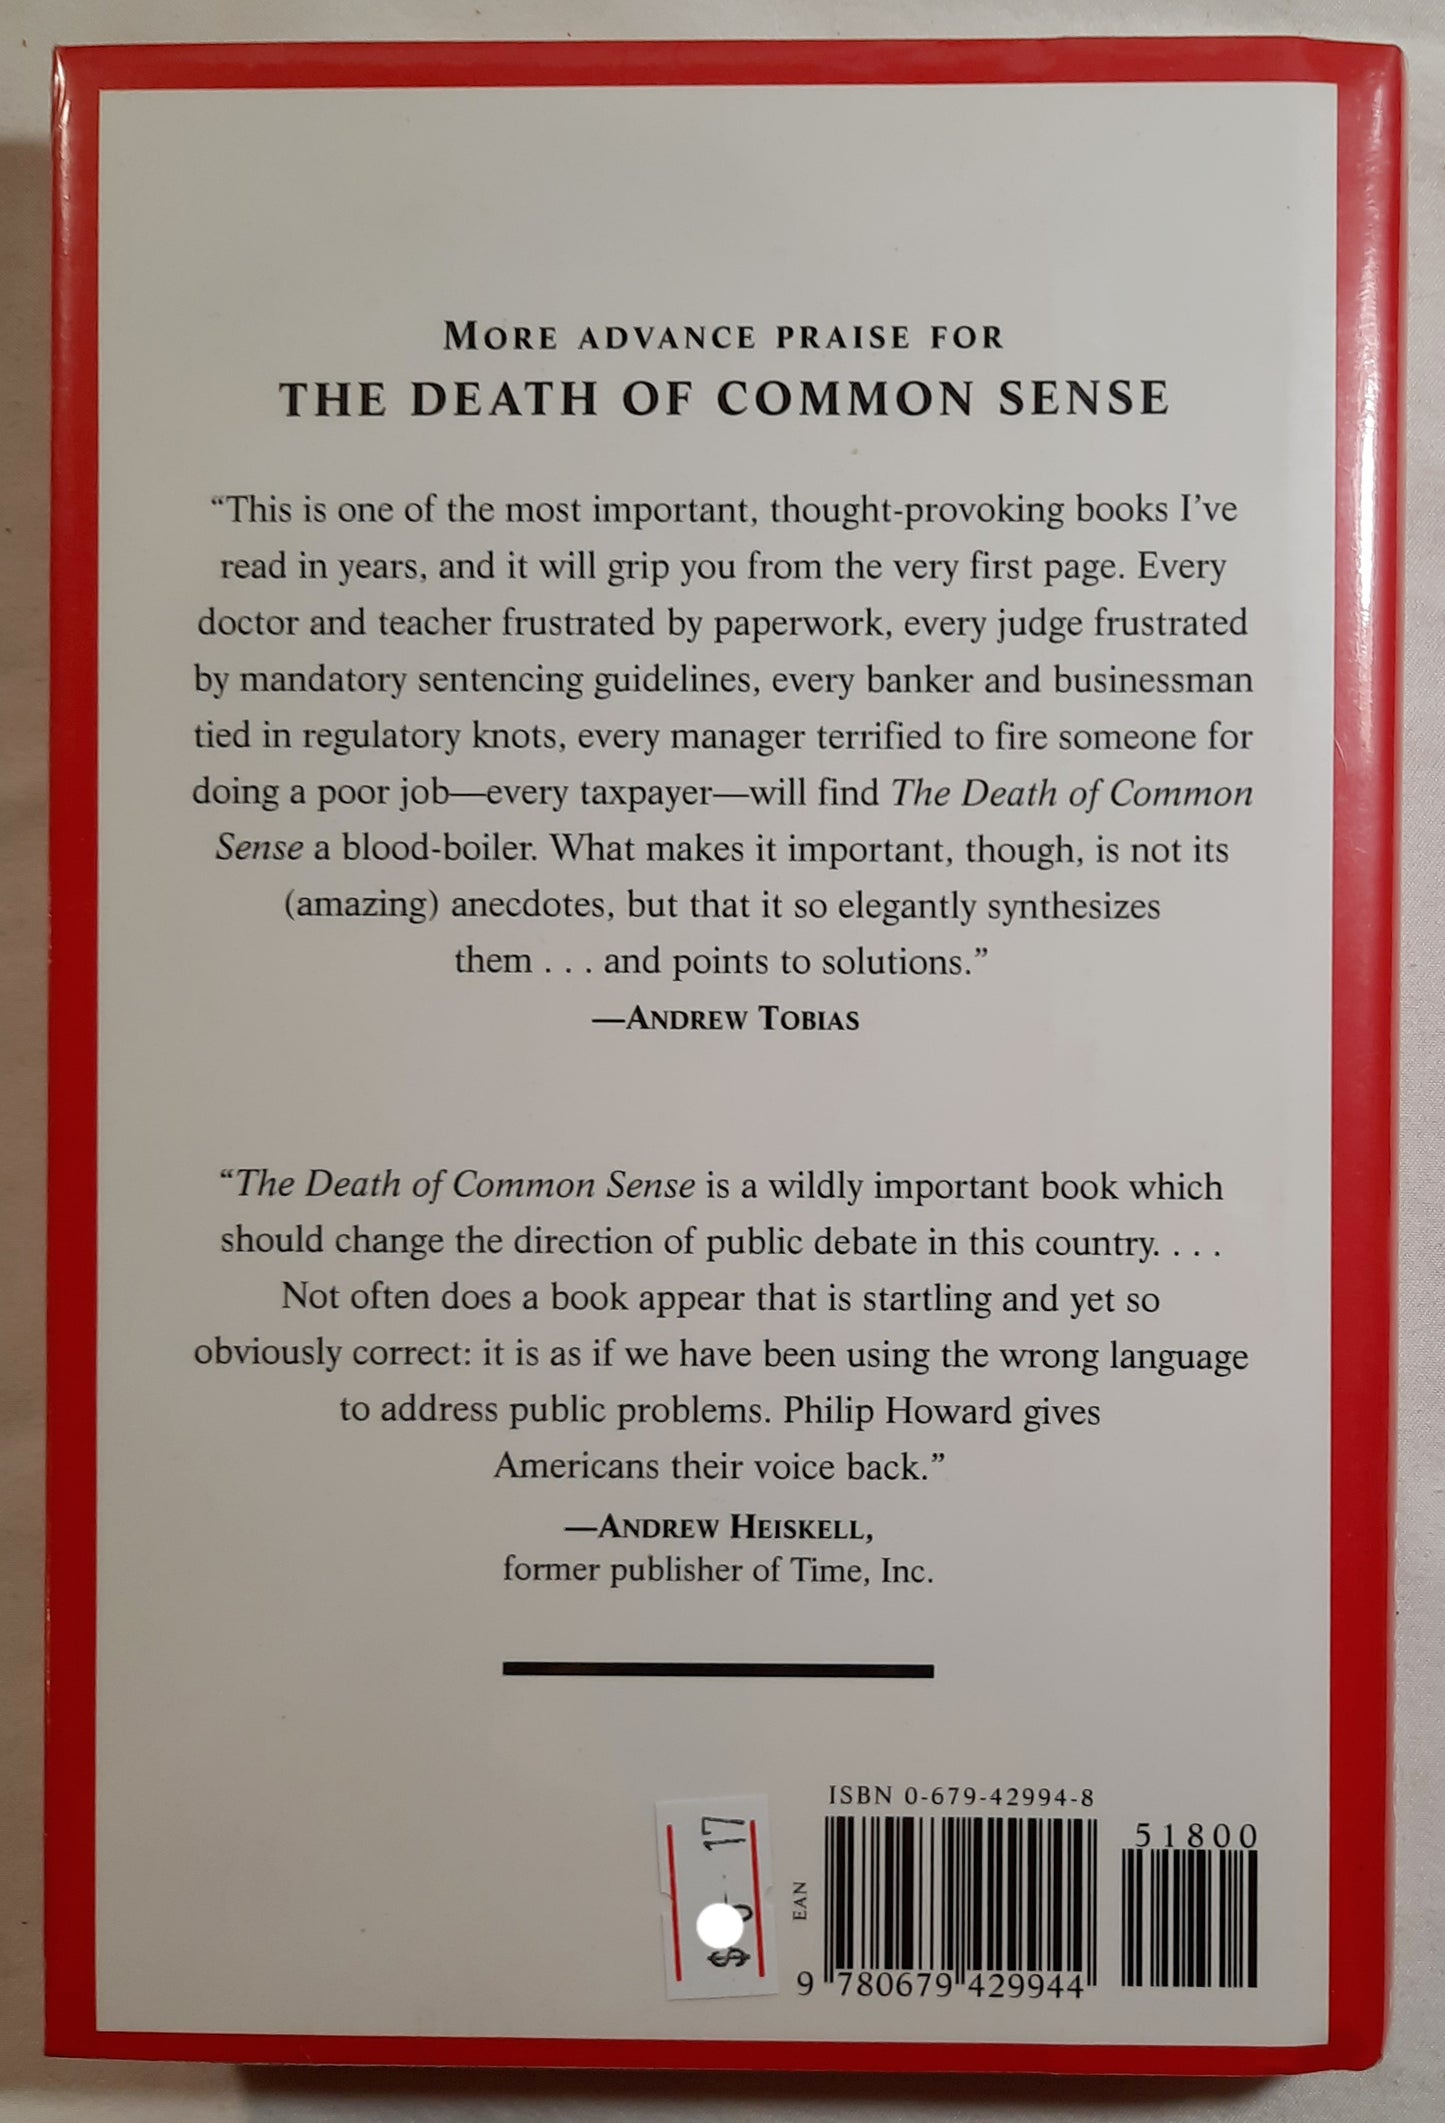 MORE ADVANCE PRAISE FOR
THE DEATH OF COMMON SENSE
“This is one of the most important, thought-provoking books I’ve
read in years, and it will grip you from the very first page. Every
doctor and teacher frustrated by paperwork, every judge frustrated
by mandatory sentencing guidelines, every banker and businessman
tied in regulatory knots, every manager terrified to fire someone for
doing a poor job—every taxpayer—will find The Death of Common
Sense a blood-boiler. What makes it important, though, is not its
(amazing) anecdotes, but that it so elegantly synthesizes
them . . . and points to solutions.”
—ANDREW TOBIAS
“The Death of Common Sense is a wildly important book which
should change the direction of public debate in this country. . . .
Not often does a book appear that is startling and yet so
obviously correct: it is as if we have been using the wrong language
to address public problems. Philip Howard gives
Americans their voice back.”
—ANDREW HEISKELL,
former publisher of Time, Inc.
ISBN 0-679-42994-8
51800
EAN
9 780679 429944
$ 17